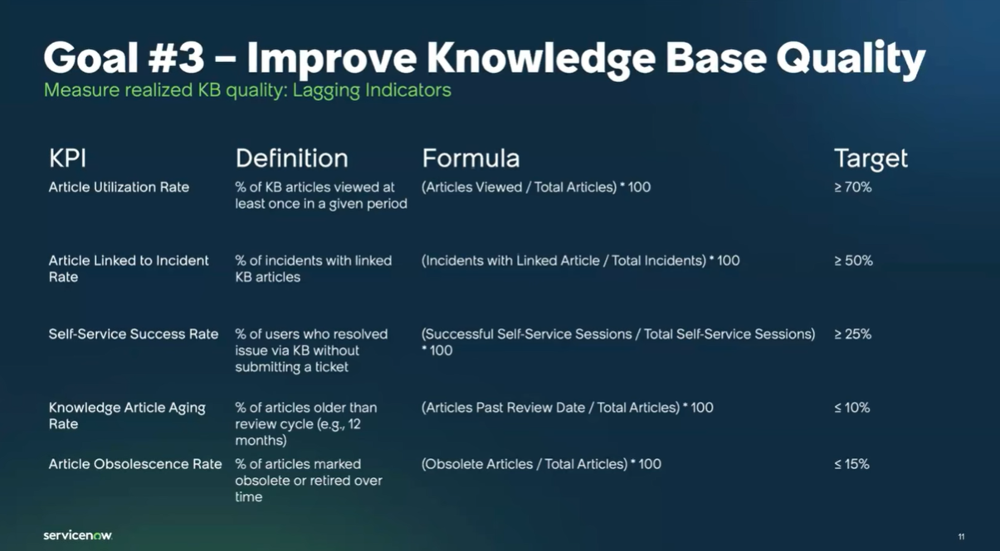 Goal #3 – Improve Knowledge Base Quality
Measure realized KB quality: Lagging Indicators
KPI
Definition
Formula
Target
Article Utilization Rate
% of KB articles viewed at
least once in a given period
(Articles Viewed / Total Articles) * 100
≥ 70%
Article Linked to Incident
Rate
% of incidents with linked
KB articles
(Incidents with Linked Article / Total Incidents) * 100
≥ 50%
Self-Service Success Rate
% of users who resolved
issue via KB without
submitting a ticket
(Successful Self-Service Sessions / Total Self-Service Sessions)
* 100
≥ 25%
Knowledge Article Aging
Rate
% of articles older than
review cycle (e.g., 12
months)
(Articles Past Review Date / Total Articles) * 100
≤ 10%
Article Obsolescence Rate
% of articles marked
obsolete or retired over
time
(Obsolete Articles / Total Articles) * 100
≤ 15%
servicenow
11